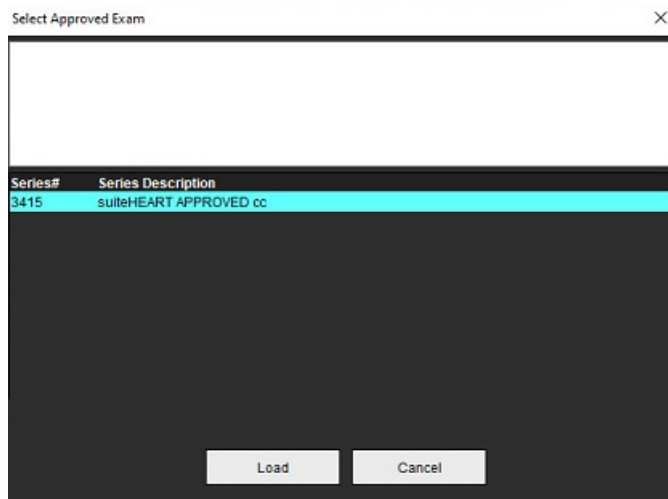 Select Approved Exam
Series# Series Description
3415 suiteHEART APPROVED cc
Load Cancel